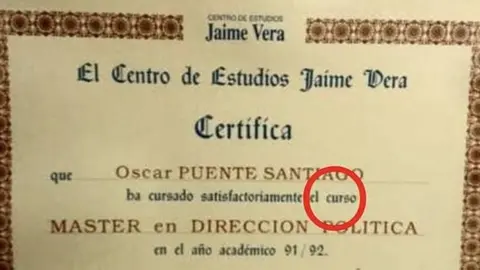 CENTRO DE ESTUDIOS
Jaime Vera
El Centro de Estudios Jaime Vera
Certifica
que Oscar PUENTE SANTIAGO
ha cursado satisfactoriamente el curso
MASTER en DIRECCION POLITICA
en el año académico 91/92.